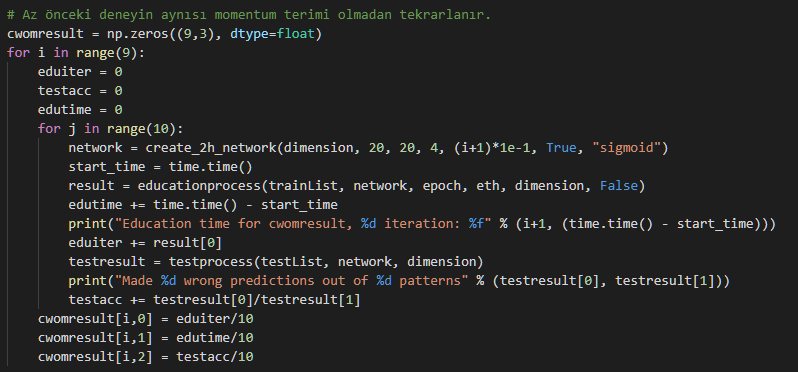 # Az önceki deneyin aynısı momentum terimi olmadan tekrarlanır.
cwomresult = np.zeros((9,3), dtype=float)
for i in range(9):
    eduiter = 0
    testacc = 0
    edutime = 0
    for j in range(10):
        network = create_2h_network(dimension, 20, 20, 4, (i+1)*1e-1, True, "sigmoid")
        start_time = time.time()
        result = educationprocess(trainList, network, epoch, eth, dimension, False)
        edutime += time.time() - start_time
        print("Education time for cwomresult, %d iteration: %f" % (i+1, (time.time() - start_time)))
        eduiter += result[0]
        testresult = testprocess(testList, network, dimension)
        print("Made %d wrong predictions out of %d patterns" % (testresult[0], testresult[1]))
        testacc += testresult[0]/testresult[1]
    cwomresult[i,0] = eduiter/10
    cwomresult[i,1] = edutime/10
    cwomresult[i,2] = testacc/10